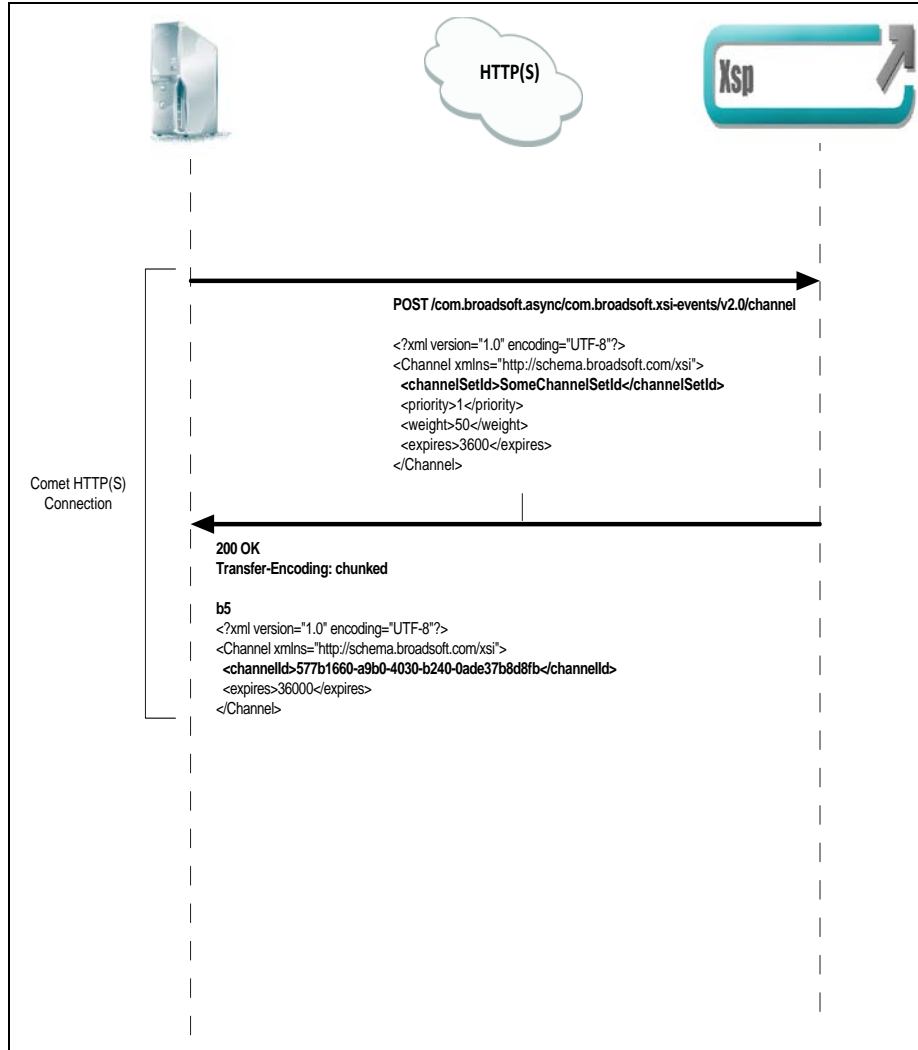 HTTP(S)
Xsp
POST /com.broadsoft.async/com.broadsoft.xsi-events/v2.0/channel
<?xml version="1.0" encoding="UTF-8"?>
<Channel xmlns="http://schema.broadsoft.com/xsi">
<channelSetId>SomeChannelSetId</channelSetId>
<priority>1</priority>
<weight>50</weight>
<expires>3600</expires>
</Channel>
Comet HTTP(S)
Connection
200 OK
Transfer-Encoding: chunked
b5
<?xml version="1.0" encoding="UTF-8"?>
<Channel xmlns="http://schema.broadsoft.com/xsi">
<channelId>577b1660-a9b0-4030-b240-0ade37b8d8fb</channelId>
<expires>36000</expires>
</Channel>